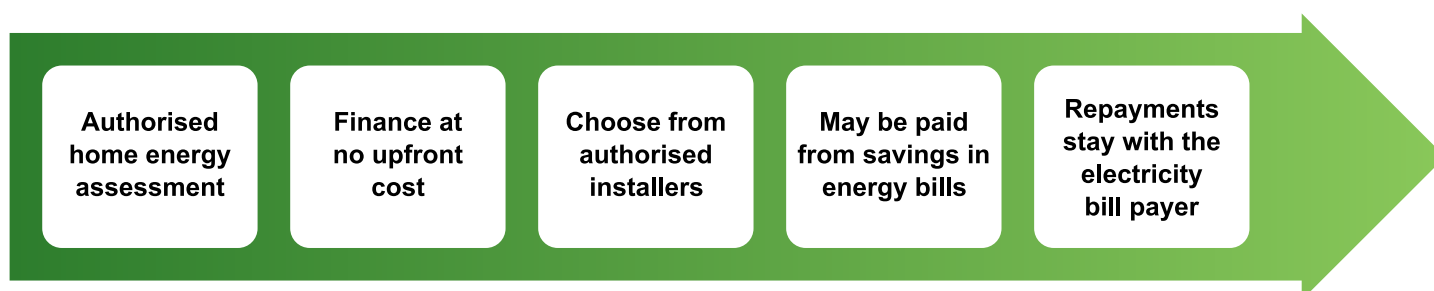 Authorised
home energy
assessment
Finance at
no upfront
cost
Choose from
authorised
installers
May be paid
from savings in
energy bills
Repayments
stay with the
electricity
bill payer